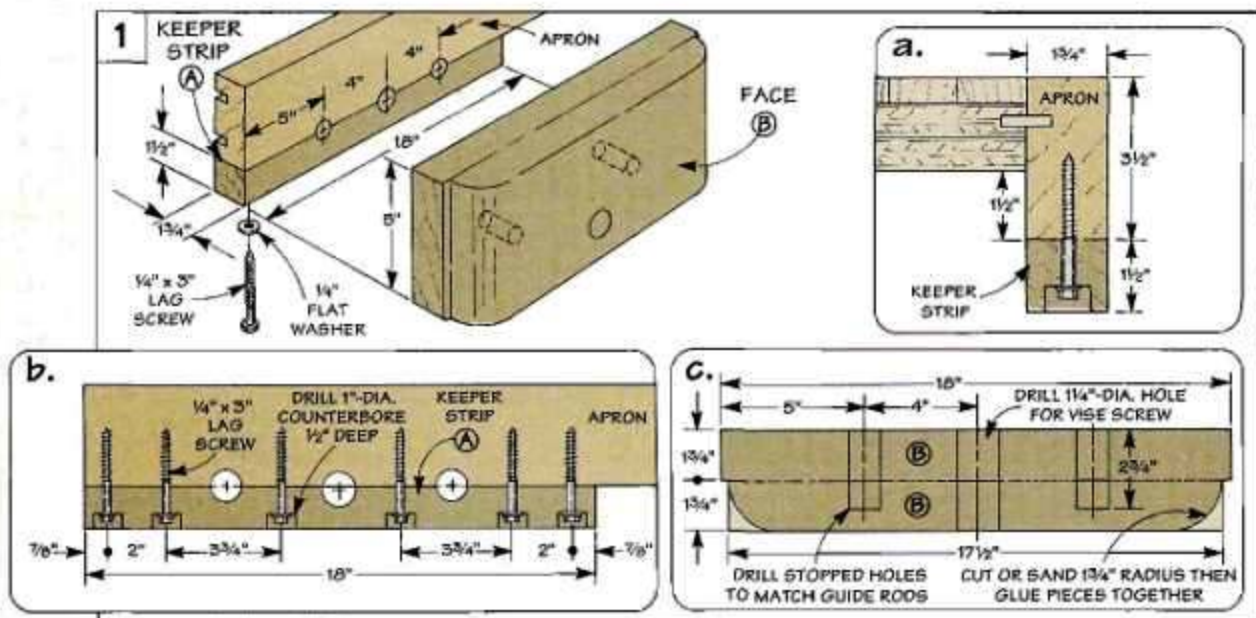 1
KEEPER
STRIP
A
4"
4"
APRON
5"
18"
1½"
1¾"
¼" x 3"
LAG
SCREW
¼"
FLAT
WASHER
5"
FACE
B
a.
1¾"
APRON
3½"
1½"
1½"
KEEPER
STRIP
b.
¼" x 3"
LAG
SCREW
DRILL 1"-DIA.
COUNTERBORE
½" DEEP
KEEPER
STRIP
A
APRON
⅞"
2"
3¾"
3¾"
2"
⅞"
18"
c.
18"
5"
4"
DRILL 1¼"-DIA. HOLE
FOR VISE SCREW
1¾"
B
2¾"
1¾"
B
17½"
DRILL STOPPED HOLES
TO MATCH GUIDE RODS
CUT OR SAND 1¾" RADIUS THEN
GLUE PIECES TOGETHER